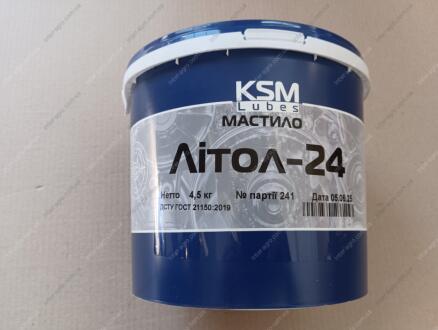 KSM
Lubes
МАСТИЛО
Літол-24
Нетто 4,5 кг № партії 241 Дата 05.06.25
ДСТУ ГОСТ 21150:2019